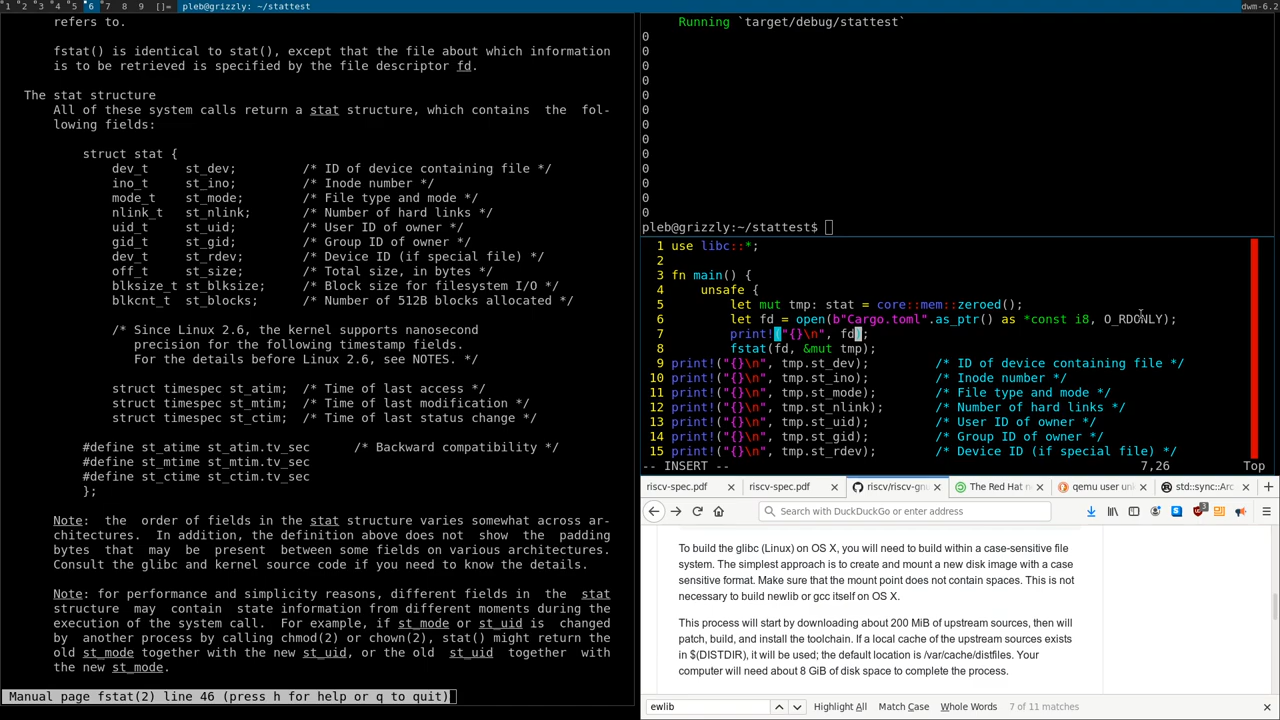 1 2 3 4 5 6 7 8 9 []= pleb@grizzly: ~/stattest dwm-6.2
refers to.
fstat() is identical to stat(), except that the file about which information
is to be retrieved is specified by the file descriptor fd.
The stat structure
All of these system calls return a stat structure, which contains the fol-
lowing fields:
struct stat {
dev_t st_dev; /* ID of device containing file */
ino_t st_ino; /* Inode number */
mode_t st_mode; /* File type and mode */
nlink_t st_nlink; /* Number of hard links */
uid_t st_uid; /* User ID of owner */
gid_t st_gid; /* Group ID of owner */
dev_t st_rdev; /* Device ID (if special file) */
off_t st_size; /* Total size, in bytes */
blksize_t st_blksize; /* Block size for filesystem I/O */
blkcnt_t st_blocks; /* Number of 512B blocks allocated */
/* Since Linux 2.6, the kernel supports nanosecond
precision for the following timestamp fields.
For the details before Linux 2.6, see NOTES. */
struct timespec st_atim; /* Time of last access */
struct timespec st_mtim; /* Time of last modification */
struct timespec st_ctim; /* Time of last status change */
#define st_atime st_atim.tv_sec /* Backward compatibility */
#define st_mtime st_mtim.tv_sec
#define st_ctime st_ctim.tv_sec
};
Note: the order of fields in the stat structure varies somewhat across ar-
chitectures. In addition, the definition above does not show the padding
bytes that may be present between some fields on various architectures.
Consult the glibc and kernel source code if you need to know the details.
Note: for performance and simplicity reasons, different fields in the stat
structure may contain state information from different moments during the
execution of the system call. For example, if st_mode or st_uid is changed
by another process by calling chmod(2) or chown(2), stat() might return the
old st_mode together with the new st_uid, or the old st_uid together with
the new st_mode.
Manual page fstat(2) line 46 (press h for help or q to quit)
Running `target/debug/stattest`
0
0
0
0
0
0
0
0
0
0
0
0
0
pleb@grizzly:~/stattest$
1 use libc::*;
2
3 fn main() {
4 unsafe {
5 let mut tmp: stat = core::mem::zeroed();
6 let fd = open(b"Cargo.toml".as_ptr() as *const i8, O_RDONLY);
7 print!("{}\n", fd);
8 fstat(fd, &mut tmp);
9 print!("{}\n", tmp.st_dev); /* ID of device containing file */
10 print!("{}\n", tmp.st_ino); /* Inode number */
11 print!("{}\n", tmp.st_mode); /* File type and mode */
12 print!("{}\n", tmp.st_nlink); /* Number of hard links */
13 print!("{}\n", tmp.st_uid); /* User ID of owner */
14 print!("{}\n", tmp.st_gid); /* Group ID of owner */
15 print!("{}\n", tmp.st_rdev); /* Device ID (if special file) */
-- INSERT -- 7,26 Top
riscv-spec.pdf riscv-spec.pdf riscv/riscv-gnu The Red Hat n qemu user un std::sync::Arc
Search with DuckDuckGo or enter address 3
To build the glibc (Linux) on OS X, you will need to build within a case-sensitive file
system. The simplest approach is to create and mount a new disk image with a case
sensitive format. Make sure that the mount point does not contain spaces. This is not
necessary to build newlib or gcc itself on OS X.
This process will start by downloading about 200 MiB of upstream sources, then will
patch, build, and install the toolchain. If a local cache of the upstream sources exists
in $(DISTDIR), it will be used; the default location is /var/cache/distfiles. Your
computer will need about 8 GiB of disk space to complete the process.
ewlib Highlight All Match Case Whole Words 7 of 11 matches